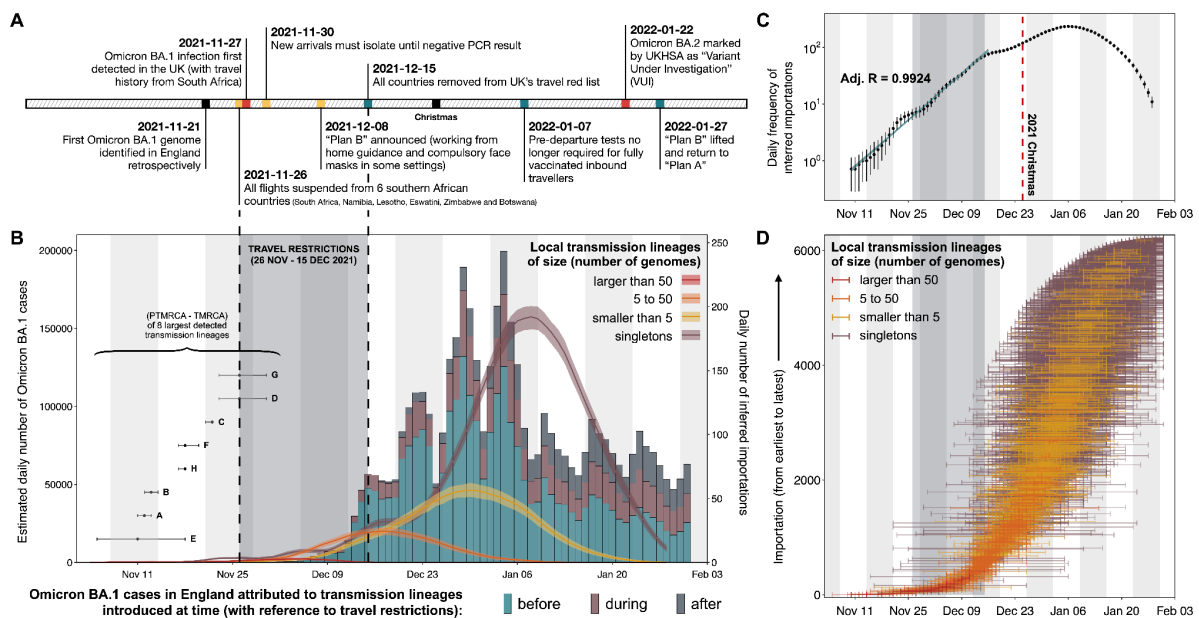 A
2021-11-27
Omicron BA.1 infection first
detected in the UK (with travel
history from South Africa)
2021-11-30
New arrivals must isolate until negative PCR result
2021-12-15
All countries removed from UK's travel red list
2022-01-22
Omicron BA.2 marked
by UKHSA as “Variant
Under Investigation”
(VUI)
Christmas
2021-11-21
First Omicron BA.1 genome
identified in England
retrospectively
2021-11-26
All flights suspended from 6 southern African
countries (South Africa, Namibia, Lesotho, Eswatini, Zimbabwe and Botswana)
2021-12-08
“Plan B” announced (working from
home guidance and compulsory face
masks in some settings)
2022-01-07
Pre-departure tests no
longer required for fully
vaccinated inbound
travellers
2022-01-27
“Plan B” lifted
and return to
“Plan A”
B
Estimated daily number of Omicron BA.1 cases
200000
150000
100000
50000
0
TRAVEL RESTRICTIONS
(26 NOV - 15 DEC 2021)
(PTMRCA - TMRCA)
of 8 largest detected
transmission lineages
G
D
C
F
H
B
A
E
Local transmission lineages
of size (number of genomes)
larger than 50
5 to 50
smaller than 5
singletons
250
200
150
100
50
0
Daily number of inferred importations
Nov 11
Nov 25
Dec 09
Dec 23
Jan 06
Jan 20
Feb 03
Omicron BA.1 cases in England attributed to transmission lineages
introduced at time (with reference to travel restrictions):
before
during
after
C
Daily frequency of
inferred importations
10²
10¹
10⁰
Adj. R = 0.9924
2021 Christmas
Nov 11
Nov 25
Dec 09
Dec 23
Jan 06
Jan 20
Feb 03
D
Importation (from earliest to latest)
6000
4000
2000
0
Local transmission lineages
of size (number of genomes)
larger than 50
5 to 50
smaller than 5
singletons
Nov 11
Nov 25
Dec 09
Dec 23
Jan 06
Jan 20
Feb 03